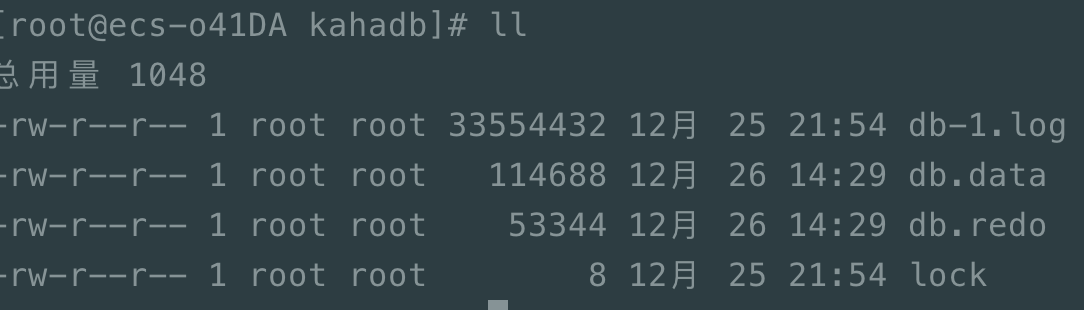 [root@ecs-o41DA kahadb]# ll
总用量 1048
-rw-r--r-- 1 root root 33554432 12月 25 21:54 db-1.log
-rw-r--r-- 1 root root 114688 12月 26 14:29 db.data
-rw-r--r-- 1 root root 53344 12月 26 14:29 db.redo
-rw-r--r-- 1 root root 8 12月 25 21:54 lock